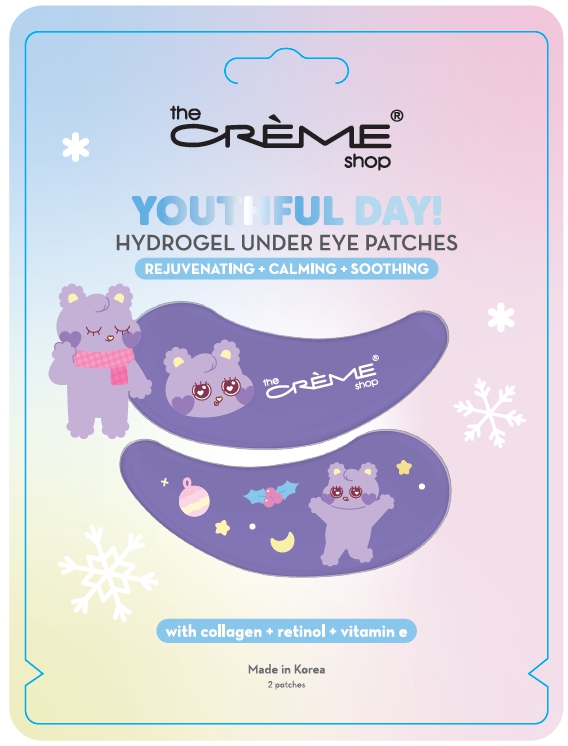 the
CRÈME®
shop
YOUTHFUL DAY!
HYDROGEL UNDER EYE PATCHES
REJUVENATING + CALMING + SOOTHING
the
CRÈME®
shop
with collagen + retinol + vitamin e
Made in Korea
2 patches